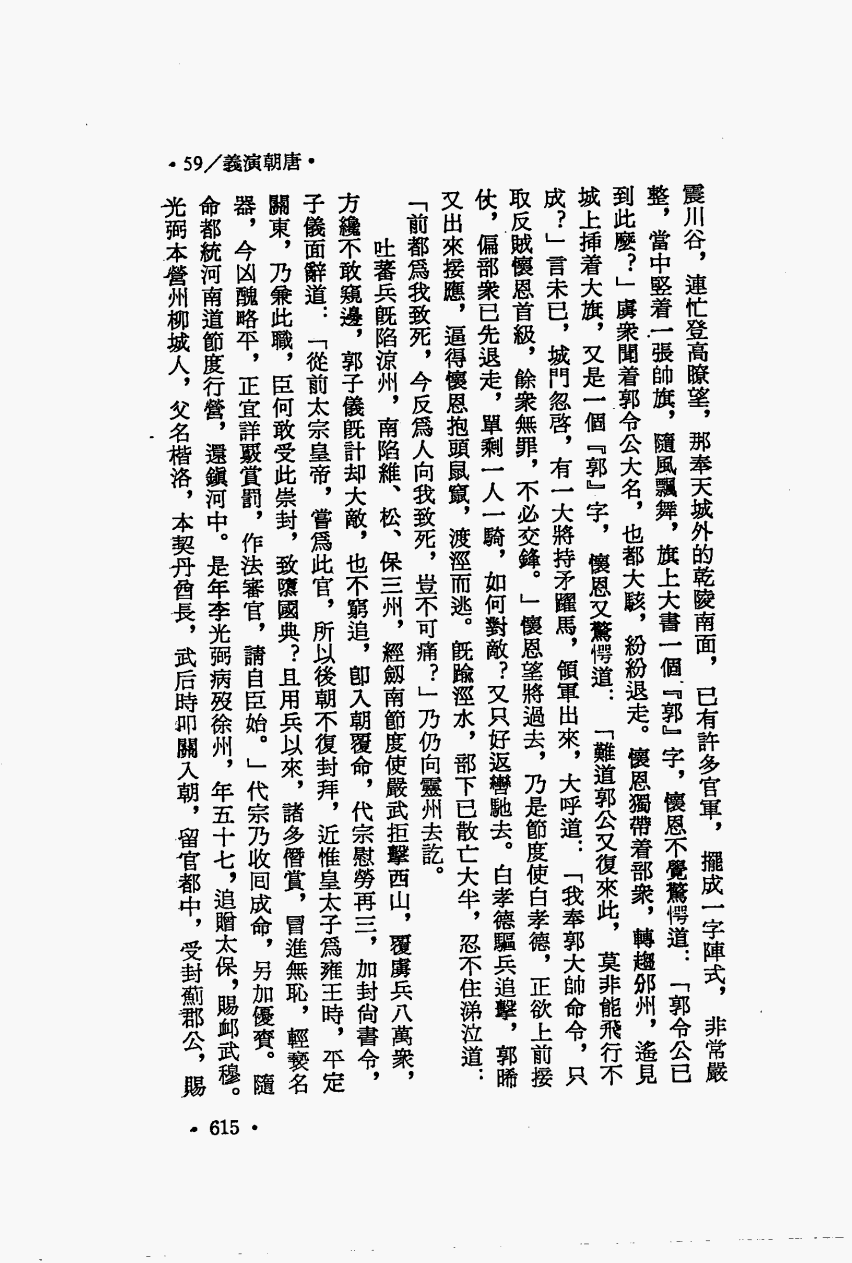 ·唐朝演義／59·
震川谷，連忙登高瞭望，那奉天城外的乾陵南面，已有許多官軍，擺成一字陣式，非常嚴
整，當中竪着一張帥旗，隨風飄舞，旗上大書一個『郭』字，懷恩不覺驚愕道：「郭令公已
到此麼？」虜衆聞着郭令公大名，也都大駭，紛紛退走。懷恩獨帶着部衆，轉趨邠州，遙見
城上揷着大旗，又是一個『郭』字，懷恩又驚愕道：「難道郭公又復來此，莫非能飛行不
成？」言未已，城門忽啓，有一大將持矛躍馬，領軍出來，大呼道：「我奉郭大帥命令，只
取反賊懷恩首級，餘衆無罪，不必交鋒。」懷恩望將過去，乃是節度使白孝德，正欲上前接
仗，偏部衆已先退走，單剩一人一騎，如何對敵？又只好返轡馳去。白孝德驅兵追擊，郭晞
又出來接應，逼得懷恩抱頭鼠竄，渡涇而逃。旣踰涇水，部下已散亡大半，忍不住涕泣道：
「前都爲我致死，今反爲人向我致死，豈不可痛？」乃仍向靈州去訖。
吐蕃兵旣陷涼州，南陷維、松、保三州，經劔南節度使嚴武拒擊西山，覆虜兵八萬衆，
方纔不敢窺邊，郭子儀旣計却大敵，也不窮追，卽入朝覆命，代宗慰勞再三，加封尙書令，
子儀面辭道：「從前太宗皇帝，嘗爲此官，所以後朝不復封拜，近惟皇太子爲雍王時，平定
關東，乃兼此職，臣何敢受此崇封，致隳國典？且用兵以來，諸多僭賞，冒進無恥，輕褻名
器，今凶醜略平，正宜詳覈賞罰，作法審官，請自臣始。」代宗乃收回成命，另加優賚。隨
命都統河南道節度行營，還鎭河中。是年李光弼病歿徐州，年五十七，追贈太保，賜卹武穆。
光弼本營州柳城人，父名楷洛，本契丹酋長，武后時叩關入朝，留官都中，受封薊郡公，賜
·615·